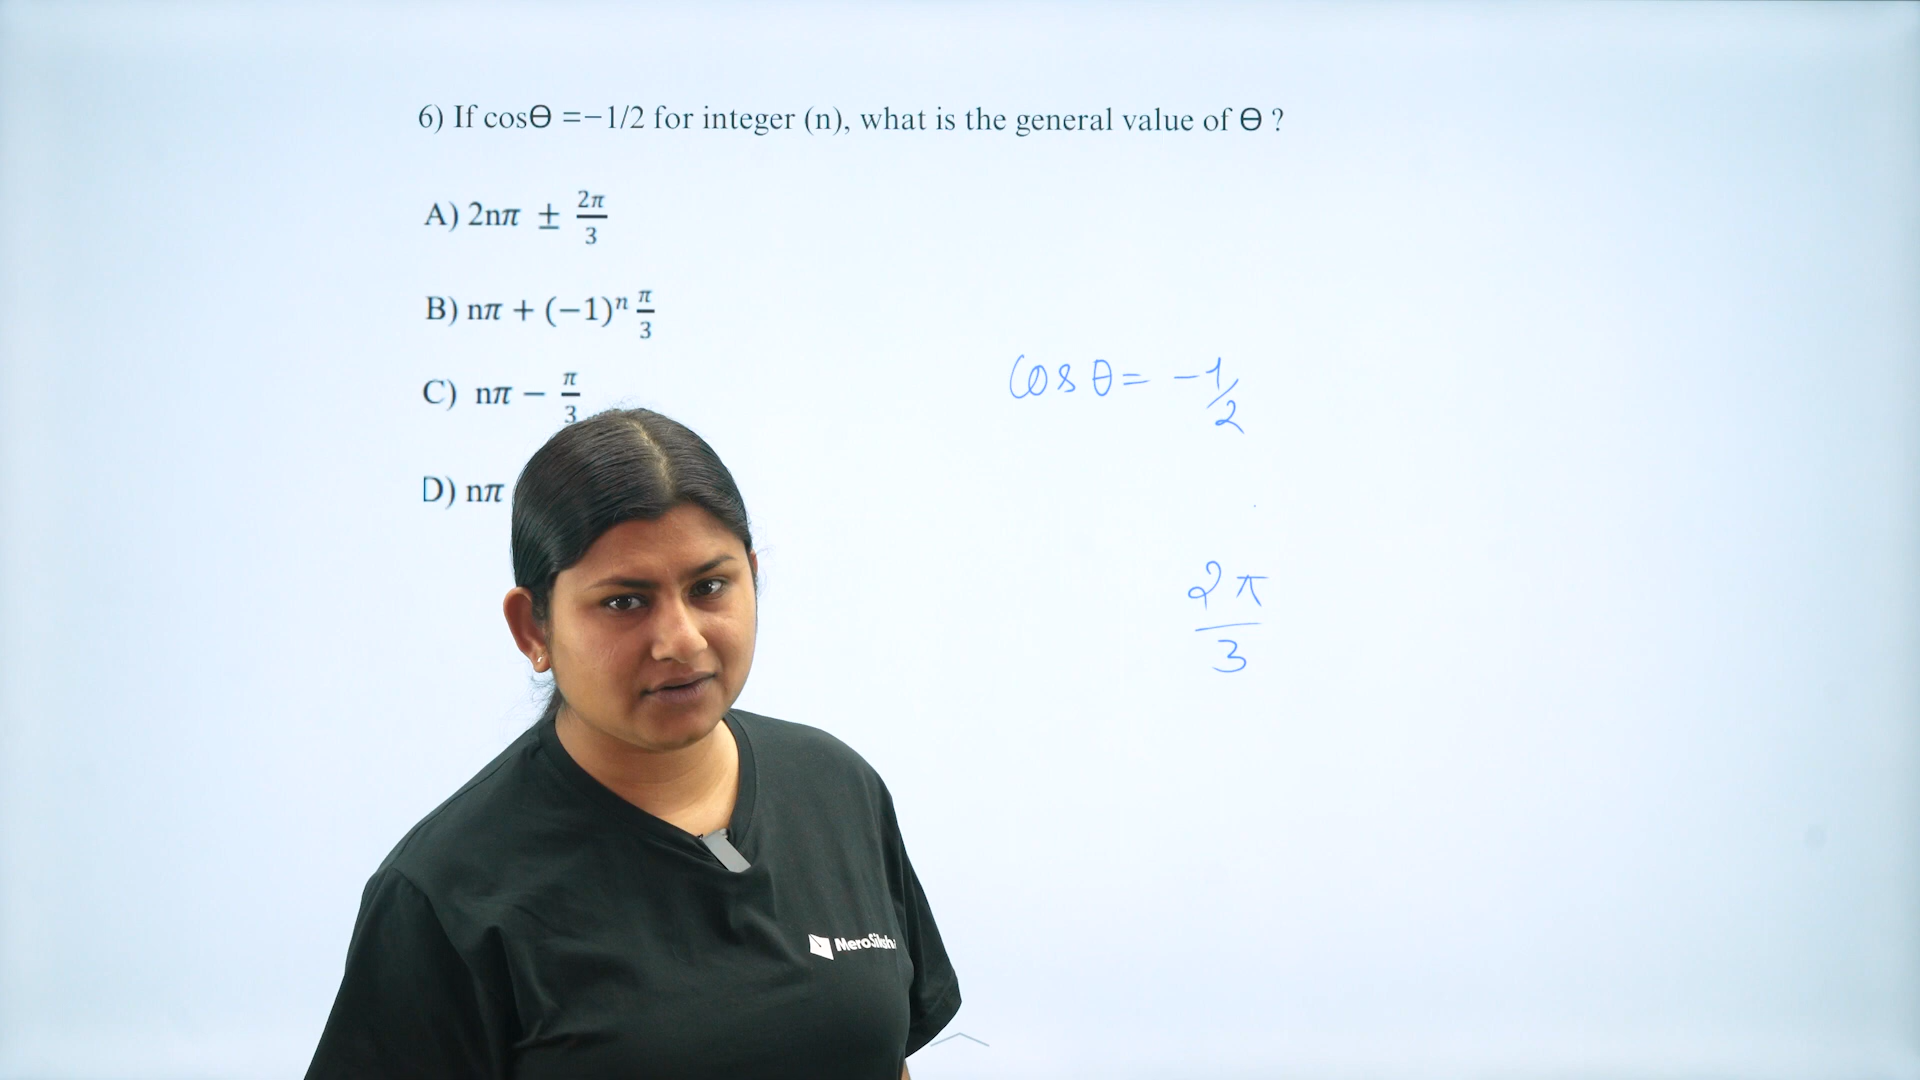 6) If cosΘ =−1/2 for integer (n), what is the general value of Θ ?
A) 2nπ ± 2π/3
B) nπ + (−1)ⁿ π/3
C) nπ − π/3
D) nπ
cos θ = -1/2
2π/3